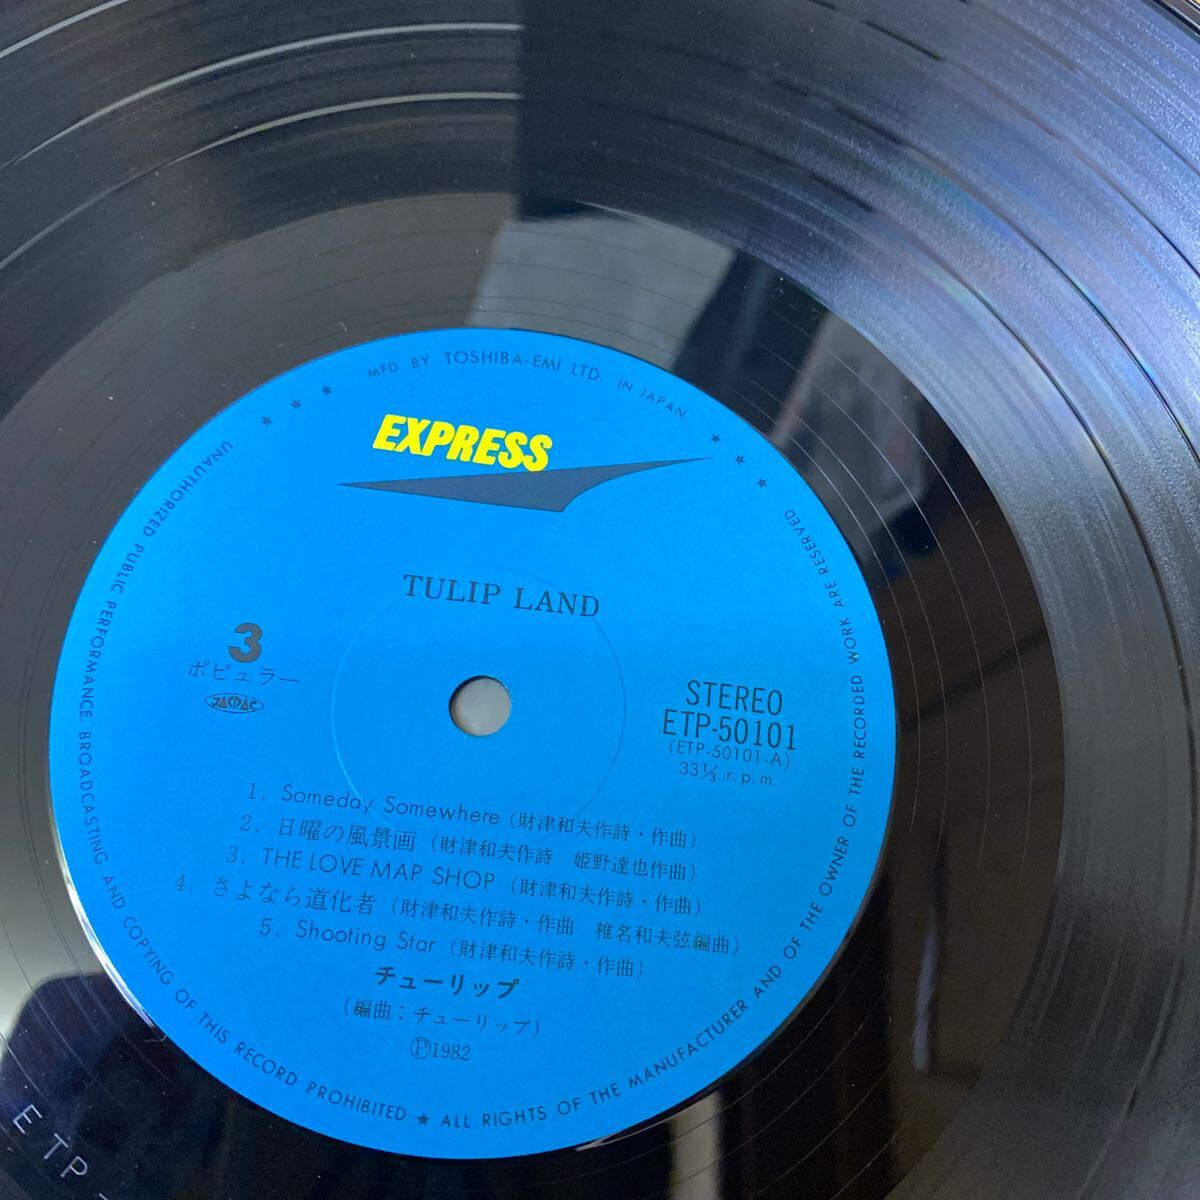 ★ ★ ★ MFD. BY TOSHIBA-EMI LTD. IN JAPAN ★ ★ ★
EXPRESS
TULIP LAND
3
ポピュラー
JASRAC
STEREO
ETP-50101
(ETP-50101-A)
33⅓ r.p.m.
1. Someday Somewhere (財津和夫作詩・作曲)
2. 日曜の風景画 (財津和夫作詩 姫野達也作曲)
3. THE LOVE MAP SHOP (財津和夫作詩・作曲)
4. さよなら道化者 (財津和夫作詩・作曲 椎名和夫弦編曲)
5. Shooting Star (財津和夫作詩・作曲)
チューリップ
(編曲:チューリップ)
Ⓟ1982
UNAUTHORIZED PUBLIC PERFORMANCE, BROADCASTING AND COPYING OF THIS RECORD PROHIBITED ★ ALL RIGHTS OF THE MANUFACTURER AND OF THE OWNER OF THE RECORDED WORK ARE RESERVED
ETP-